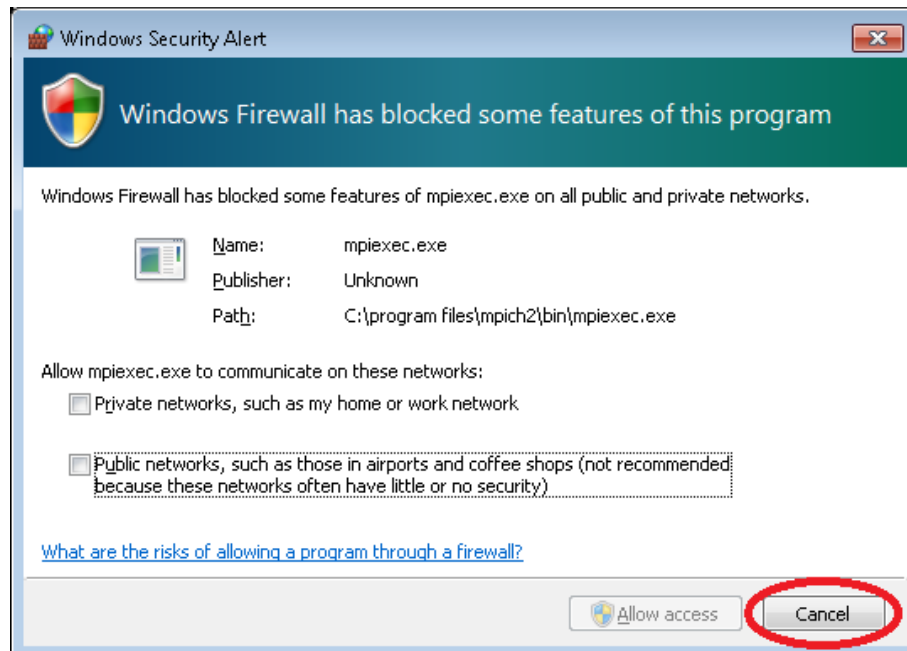 Windows Security Alert
Windows Firewall has blocked some features of this program
Windows Firewall has blocked some features of mpiexec.exe on all public and private networks.
Name: mpiexec.exe
Publisher: Unknown
Path: C:\program files\mpich2\bin\mpiexec.exe
Allow mpiexec.exe to communicate on these networks:
Private networks, such as my home or work network
Public networks, such as those in airports and coffee shops (not recommended
because these networks often have little or no security)
What are the risks of allowing a program through a firewall?
Allow access Cancel